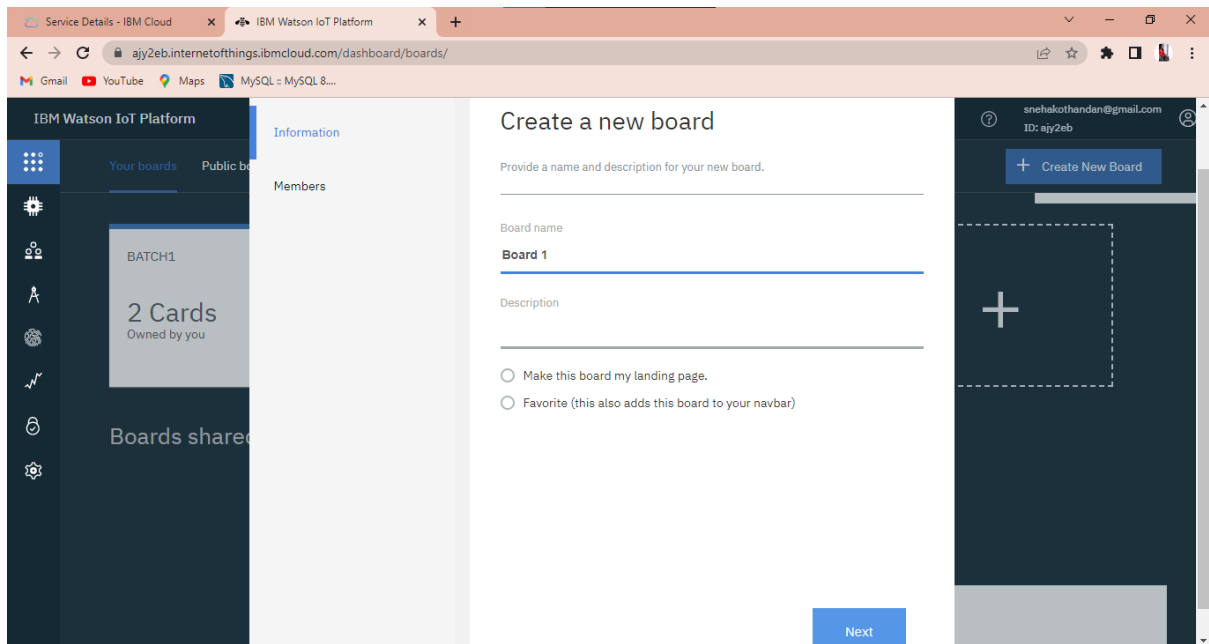 Service Details - IBM Cloud
IBM Watson IoT Platform
ajy2eb.internetofthings.ibmcloud.com/dashboard/boards/
Gmail YouTube Maps MySQL :: MySQL 8....
IBM Watson IoT Platform
snehakothandan@gmail.com
ID: ajy2eb
Your boards Public bo
+ Create New Board
Information
Members
Create a new board
Provide a name and description for your new board.
Board name
Board 1
Description
Make this board my landing page.
Favorite (this also adds this board to your navbar)
BATCH1
2 Cards
Owned by you
Boards shared
Next